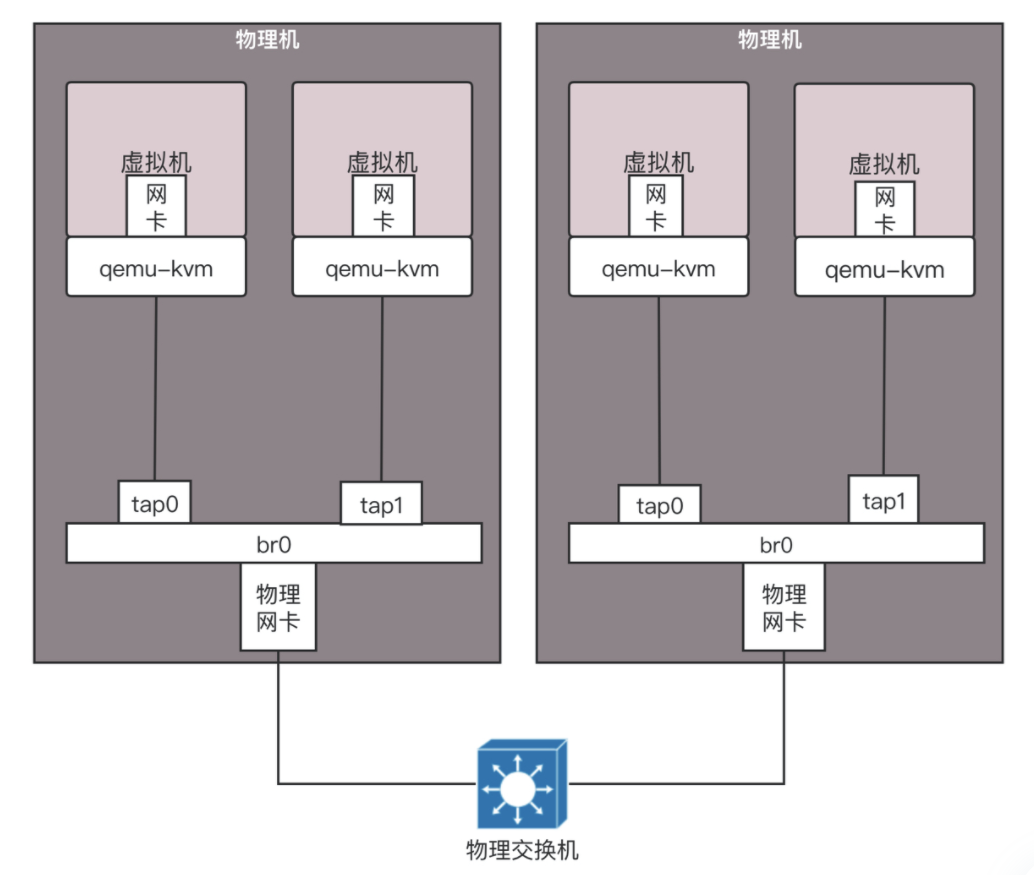 物理机
虚拟机
网
卡
qemu-kvm
虚拟机
网
卡
qemu-kvm
tap0
tap1
br0
物理
网卡
物理机
虚拟机
网
卡
qemu-kvm
虚拟机
网
卡
qemu-kvm
tap0
tap1
br0
物理
网卡
物理交换机